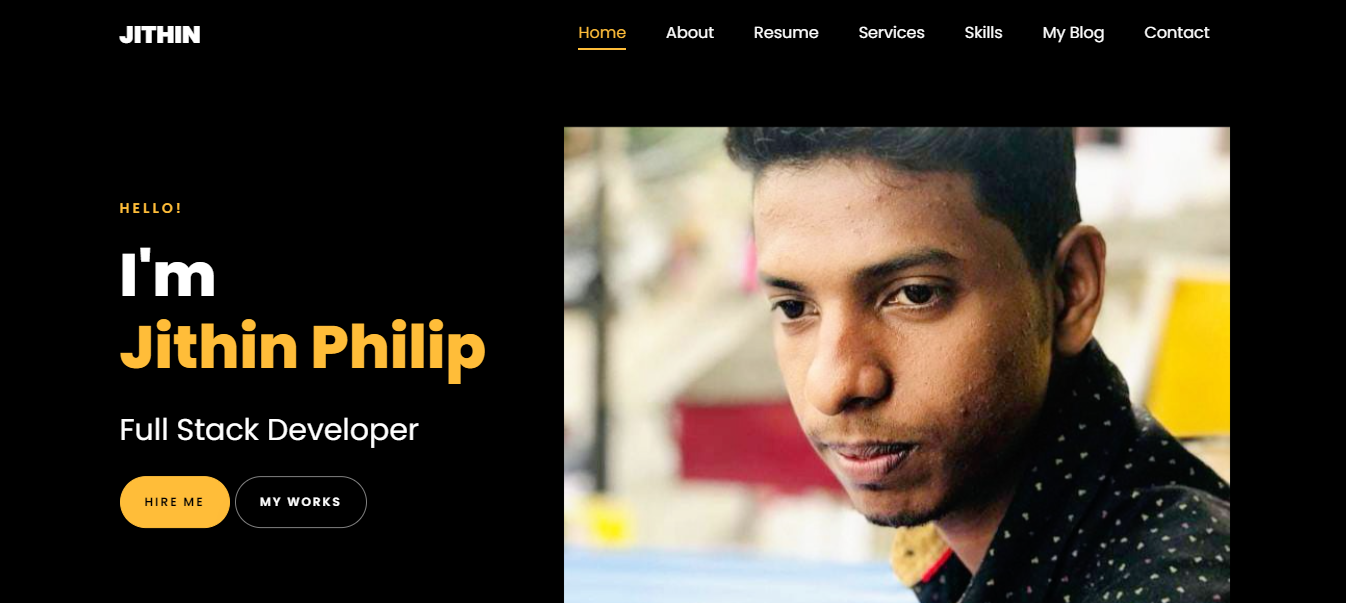 JITHIN
Home About Resume Services Skills My Blog Contact
HELLO!
I'm
Jithin Philip
Full Stack Developer
HIRE ME MY WORKS